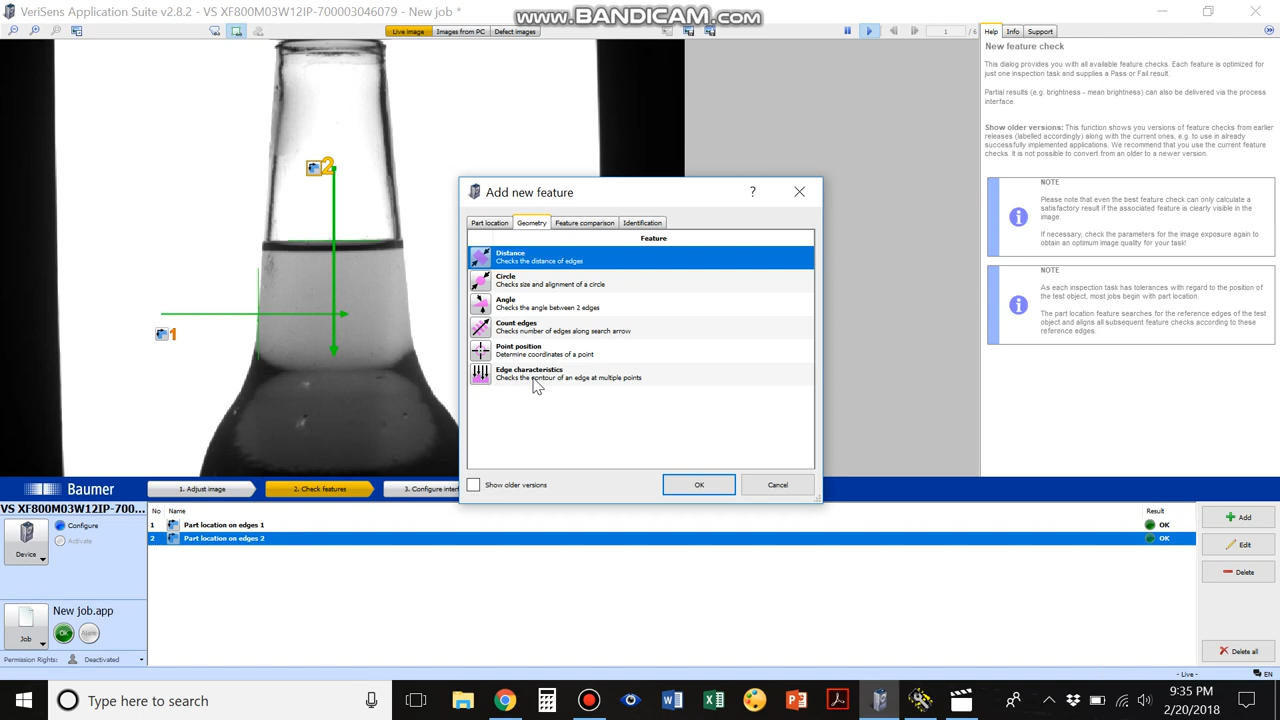 VeriSens Application Suite v2.8.2 - VS XF800M03W12IP-700003046079 - New job *
www.BANDICAM.com
Live image
Images from PC
Defect images
1
/ 6
Help
Info
Support
New feature check
This dialog provides you with all available feature checks. Each feature is optimized for
just one inspection task and supplies a Pass or Fail result.
Partial results (e.g. brightness - mean brightness) can also be delivered via the process
interface.
Show older versions: This function shows you versions of feature checks from earlier
releases (labelled accordingly) along with the current ones, e.g. to use in already
successfully implemented applications. We recommend that you use the current feature
checks. It is not possible to convert from an older to a newer version.
NOTE
Please note that even the best feature check can only calculate a
satisfactory result if the associated feature is clearly visible in the
image.
If necessary, check the parameters for the image exposure again to
obtain an optimum image quality for your task!
NOTE
As each inspection task has tolerances with regard to the position of
the test object, most jobs begin with part location.
The part location feature searches for the reference edges of the test
object and aligns all subsequent feature checks according to these
reference edges.
2
1
Add new feature
?
Part location
Geometry
Feature comparison
Identification
Feature
Distance
Checks the distance of edges
Circle
Checks size and alignment of a circle
Angle
Checks the angle between 2 edges
Count edges
Checks number of edges along search arrow
Point position
Determine coordinates of a point
Edge characteristics
Checks the contour of an edge at multiple points
Show older versions
OK
Cancel
Baumer
1. Adjust image
2. Check features
3. Configure interf
VS XF800M03W12IP-700...
Device
Configure
Activate
No
Name
Result
1
Part location on edges 1
OK
2
Part location on edges 2
OK
Add
Edit
Delete
Delete all
Job
New job.app
Ok
Alarm
Permission Rights:
Deactivated
- Live -
EN
Type here to search
9:35 PM
2/20/2018